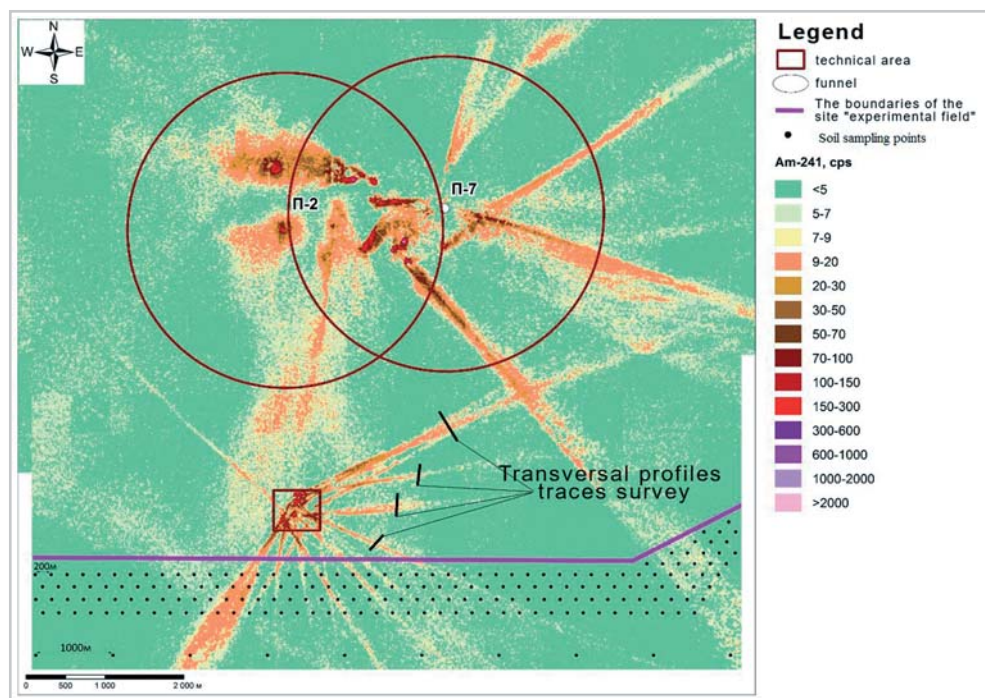 N
W E
S
П-2
П-7
Transversal profiles
traces survey
200м
1000м
0 500 1 000 2 000 м
Legend
technical area
funnel
The boundaries of the
site "experimental field"
Soil sampling points
Am-241, cps
<5
5-7
7-9
9-20
20-30
30-50
50-70
70-100
100-150
150-300
300-600
600-1000
1000-2000
>2000